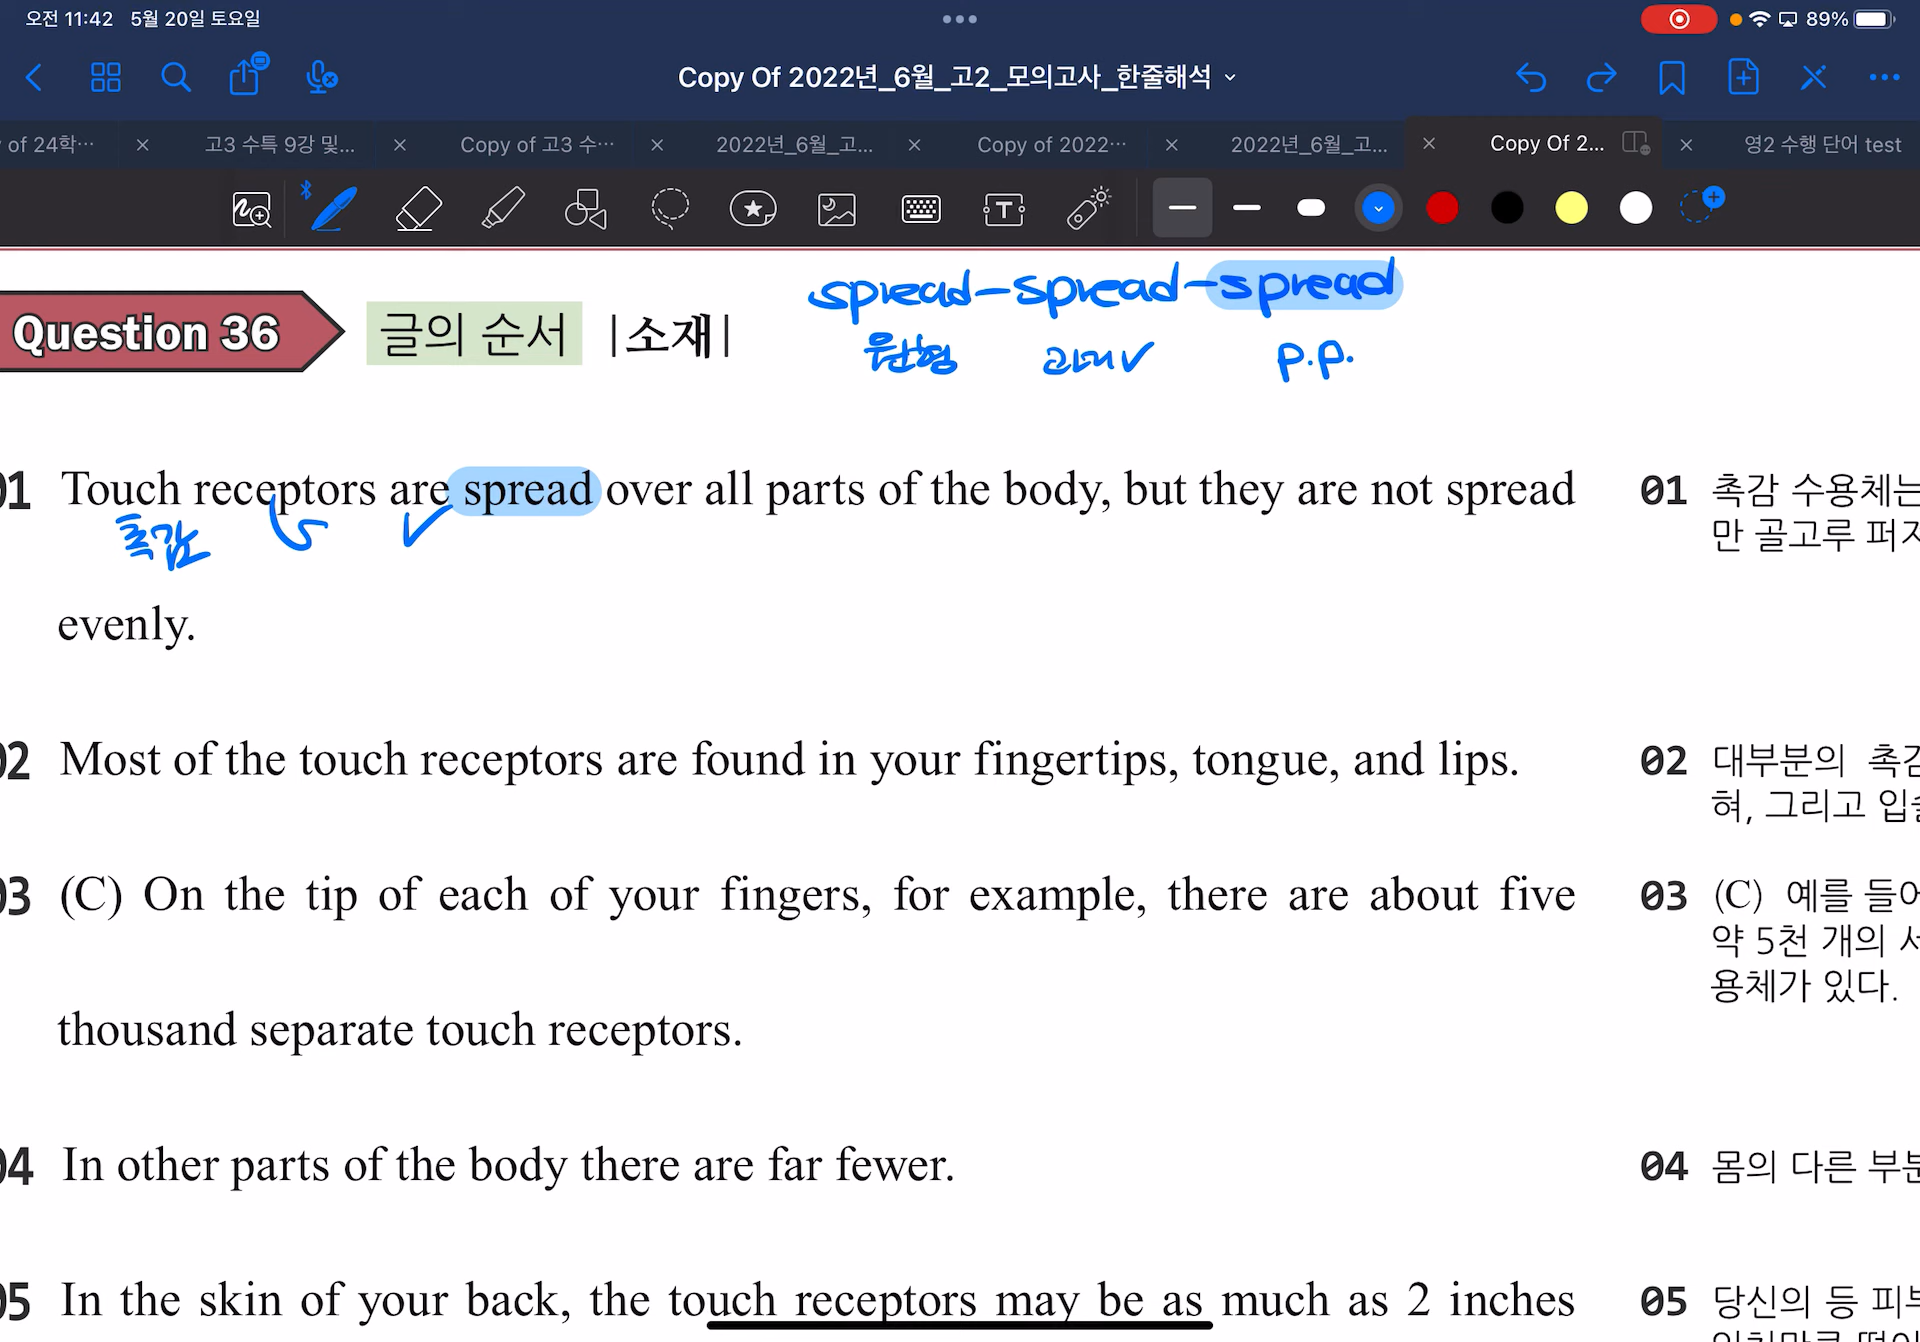 오전 11:42 5월 20일 토요일
89%
Copy Of 2022년_6월_고2_모의고사_한줄해석
of 24학… 고3 수특 9강 및... Copy of 고3 수… 2022년_6월_고... Copy of 2022… 2022년_6월_고... Copy Of 2... 영2 수행 단어 test
spread-spread-spread
Question 36 글의 순서 |소재|
원형 과거 p.p.
01 Touch receptors are spread over all parts of the body, but they are not spread
촉감
evenly.
02 Most of the touch receptors are found in your fingertips, tongue, and lips.
03 (C) On the tip of each of your fingers, for example, there are about five
thousand separate touch receptors.
04 In other parts of the body there are far fewer.
05 In the skin of your back, the touch receptors may be as much as 2 inches
01 촉감 수용체는
만 골고루 퍼지
02 대부분의 촉감
혀, 그리고 입술
03 (C) 예를 들어
약 5천 개의 서
용체가 있다.
04 몸의 다른 부분
05 당신의 등 피부